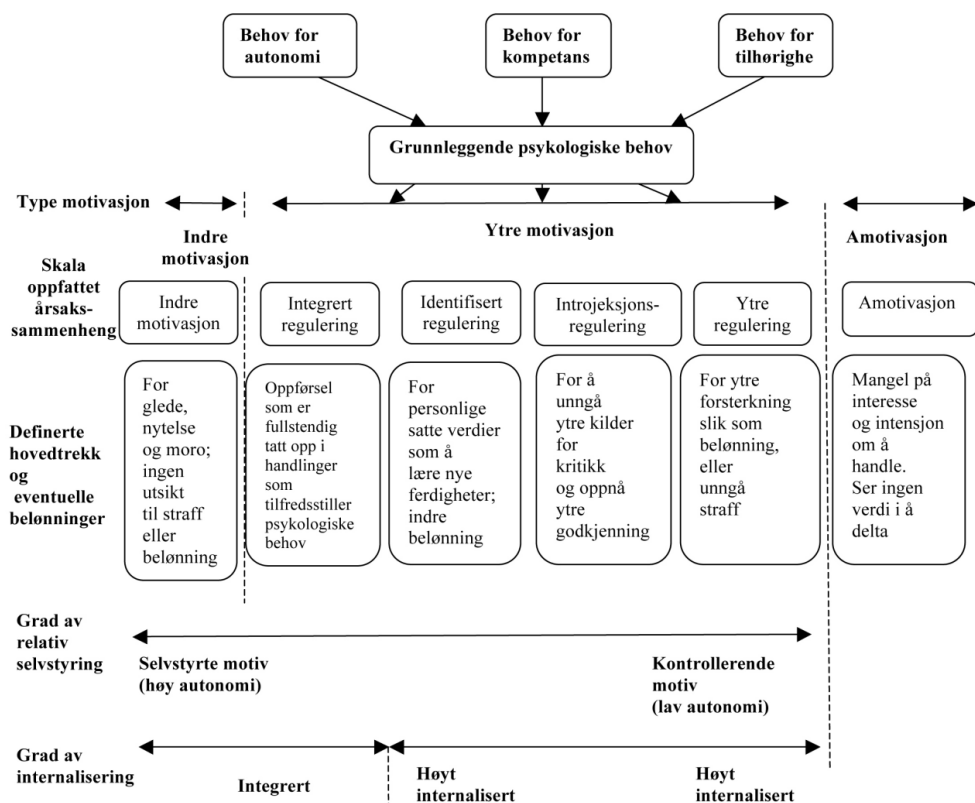 Behov for
autonomi
Behov for
kompetans
Behov for
tilhørighe
Grunnleggende psykologiske behov
Type motivasjon
Indre
motivasjon
Ytre motivasjon
Amotivasjon
Skala
oppfattet
årsaks-
sammenheng
Indre
motivasjon
Integrert
regulering
Identifisert
regulering
Introjeksjons-
regulering
Ytre
regulering
Amotivasjon
Definerte
hovedtrekk
og
eventuelle
belønninger
For
glede,
nytelse
og moro;
ingen
utsikt
til straff
eller
belønning
Oppførsel
som er
fullstendig
tatt opp i
handlinger
som
tilfredsstiller
psykologiske
behov
For
personlige
satte verdier
som å
lære nye
ferdigheter;
indre
belønning
For å
unngå
ytre kilder
for
kritikk
og oppnå
ytre
godkjenning
For ytre
forsterkning
slik som
belønning,
eller
unngå
straff
Mangel på
interesse
og intensjon
om å
handle.
Ser ingen
verdi i å
delta
Grad av
relativ
selvstyring
Selvstyrte motiv
(høy autonomi)
Kontrollerende
motiv
(lav autonomi)
Grad av
internalisering
Integrert
Høyt
internalisert
Høyt
internalisert